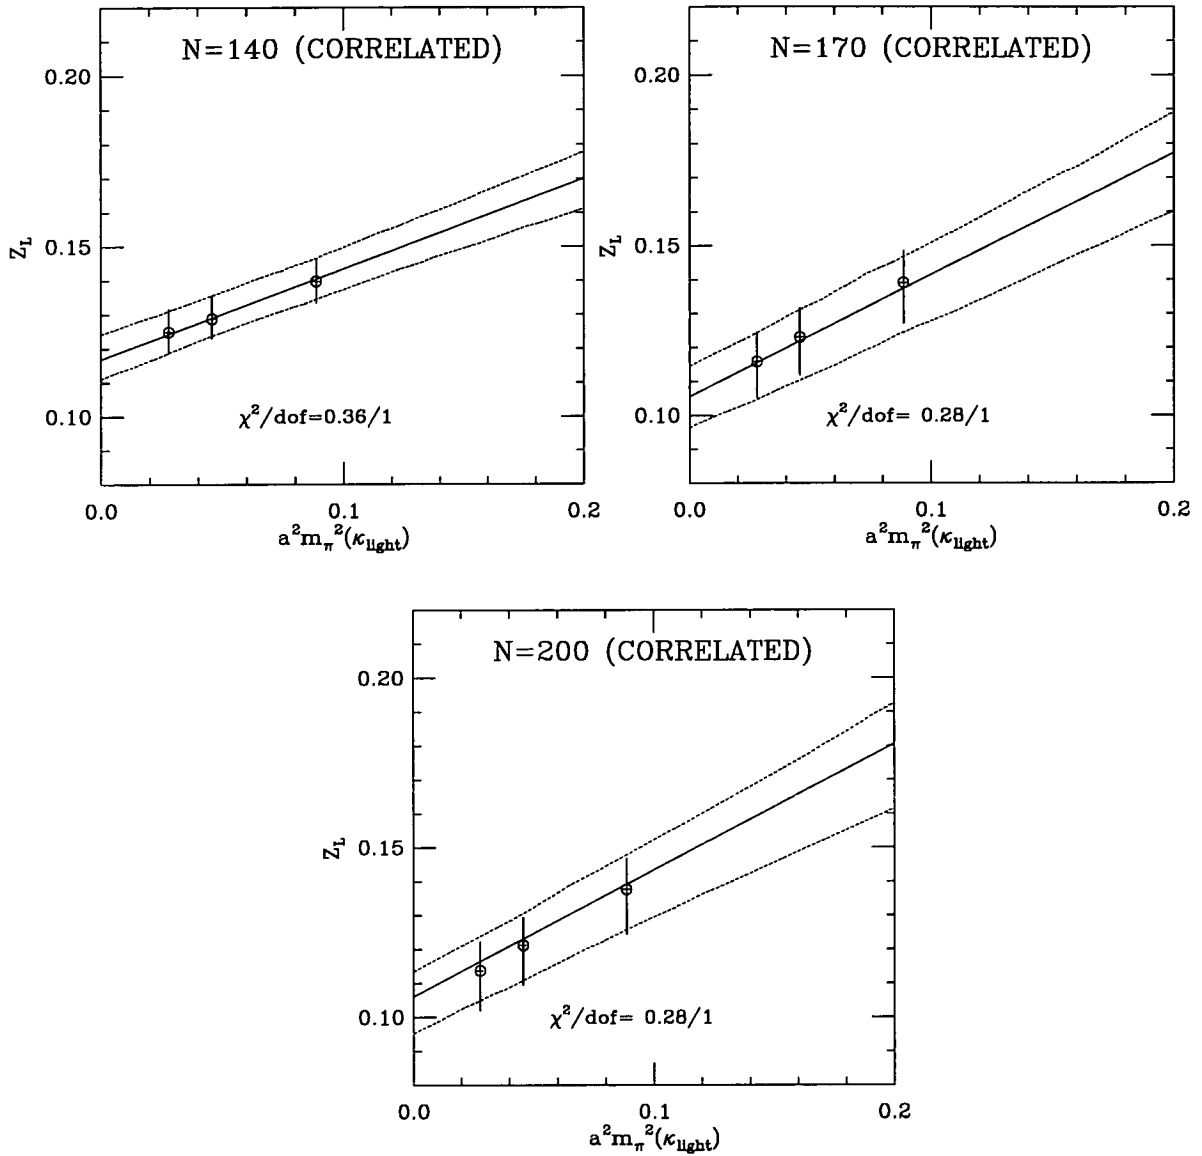 N=140 (CORRELATED)
0.20
0.15
0.10
Z_L
χ²/dof=0.36/1
0.0 0.1 0.2
a²m_π²(κ_light)
N=170 (CORRELATED)
0.20
0.15
0.10
χ²/dof= 0.28/1
0.0 0.1 0.2
a²m_π²(κ_light)
N=200 (CORRELATED)
0.20
0.15
0.10
Z_L
χ²/dof= 0.28/1
0.0 0.1 0.2
a²m_π²(κ_light)